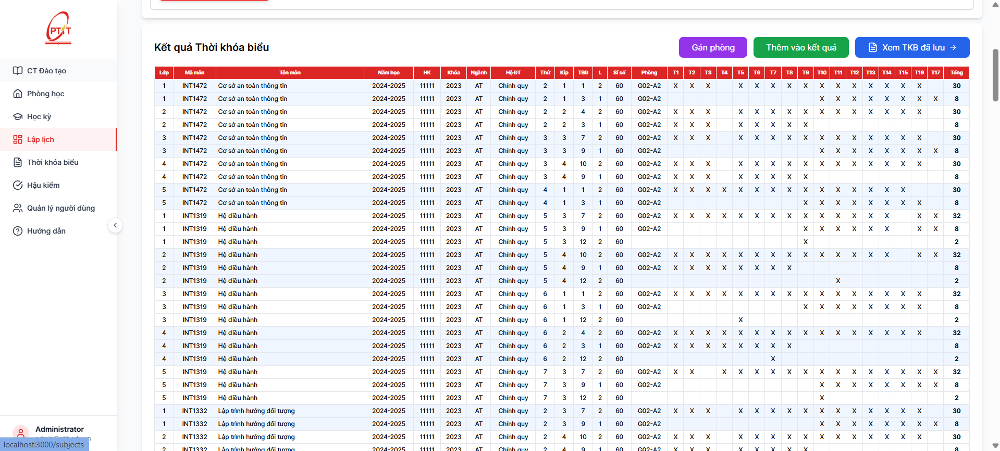 PTIT
CT Đào tạo
Phòng học
Học kỳ
Lập lịch
Thời khóa biểu
Hậu kiểm
Quản lý người dùng
Hướng dẫn
Administrator
localhost:3000/subjects
Kết quả Thời khóa biểu
Gán phòng
Thêm vào kết quả
Xem TKB đã lưu →
Lớp Mã môn Tên môn Năm học HK Khóa Ngành Hệ ĐT Thứ Kíp TBĐ L Sĩ số Phòng T1 T2 T3 T4 T5 T6 T7 T8 T9 T10 T11 T12 T13 T14 T15 T16 T17 Tổng
1 INT1472 Cơ sở an toàn thông tin 2024-2025 11111 2023 AT Chính quy 2 1 1 2 60 G02-A2 X X X X X X X X X X X X X X X 30
1 INT1472 Cơ sở an toàn thông tin 2024-2025 11111 2023 AT Chính quy 2 1 3 1 60 G02-A2 X X X X X X X X 8
2 INT1472 Cơ sở an toàn thông tin 2024-2025 11111 2023 AT Chính quy 2 2 4 2 60 G02-A2 X X X X X X X X X X X X X X X 30
2 INT1472 Cơ sở an toàn thông tin 2024-2025 11111 2023 AT Chính quy 2 2 3 1 60 G02-A2 X X X X X X X X 8
3 INT1472 Cơ sở an toàn thông tin 2024-2025 11111 2023 AT Chính quy 3 3 7 2 60 G02-A2 X X X X X X X X X X X X X X X 30
3 INT1472 Cơ sở an toàn thông tin 2024-2025 11111 2023 AT Chính quy 3 3 9 1 60 G02-A2 X X X X X X X X 8
4 INT1472 Cơ sở an toàn thông tin 2024-2025 11111 2023 AT Chính quy 3 4 10 2 60 G02-A2 X X X X X X X X X X X X X X X 30
4 INT1472 Cơ sở an toàn thông tin 2024-2025 11111 2023 AT Chính quy 3 4 9 1 60 G02-A2 X X X X X X X X 8
5 INT1472 Cơ sở an toàn thông tin 2024-2025 11111 2023 AT Chính quy 4 1 1 2 60 G02-A2 X X X X X X X X X X X X X X X 30
5 INT1472 Cơ sở an toàn thông tin 2024-2025 11111 2023 AT Chính quy 4 1 3 1 60 G02-A2 X X X X X X X X 8
1 INT1319 Hệ điều hành 2024-2025 11111 2023 AT Chính quy 5 3 7 2 60 G02-A2 X X X X X X X X X X X X X X X X 32
1 INT1319 Hệ điều hành 2024-2025 11111 2023 AT Chính quy 5 3 9 1 60 G02-A2 X X X X X X X X 8
1 INT1319 Hệ điều hành 2024-2025 11111 2023 AT Chính quy 5 3 12 2 60 X 2
2 INT1319 Hệ điều hành 2024-2025 11111 2023 AT Chính quy 5 4 10 2 60 G02-A2 X X X X X X X X X X X X X X X X 32
2 INT1319 Hệ điều hành 2024-2025 11111 2023 AT Chính quy 5 4 9 1 60 G02-A2 X X X X X X X X 8
2 INT1319 Hệ điều hành 2024-2025 11111 2023 AT Chính quy 5 4 12 2 60 X 2
3 INT1319 Hệ điều hành 2024-2025 11111 2023 AT Chính quy 6 1 1 2 60 G02-A2 X X X X X X X X X X X X X X X X 32
3 INT1319 Hệ điều hành 2024-2025 11111 2023 AT Chính quy 6 1 3 1 60 G02-A2 X X X X X X X X 8
3 INT1319 Hệ điều hành 2024-2025 11111 2023 AT Chính quy 6 1 12 2 60 X 2
4 INT1319 Hệ điều hành 2024-2025 11111 2023 AT Chính quy 6 2 4 2 60 G02-A2 X X X X X X X X X X X X X X X X 32
4 INT1319 Hệ điều hành 2024-2025 11111 2023 AT Chính quy 6 2 3 1 60 G02-A2 X X X X X X X X 8
4 INT1319 Hệ điều hành 2024-2025 11111 2023 AT Chính quy 6 2 12 2 60 X 2
5 INT1319 Hệ điều hành 2024-2025 11111 2023 AT Chính quy 7 3 7 2 60 G02-A2 X X X X X X X X X X X X X X X X 32
5 INT1319 Hệ điều hành 2024-2025 11111 2023 AT Chính quy 7 3 9 1 60 G02-A2 X X X X X X X X 8
5 INT1319 Hệ điều hành 2024-2025 11111 2023 AT Chính quy 7 3 12 2 60 X 2
1 INT1332 Lập trình hướng đối tượng 2024-2025 11111 2023 AT Chính quy 2 3 7 2 60 G02-A2 X X X X X X X X X X X X X X X 30
1 INT1332 Lập trình hướng đối tượng 2024-2025 11111 2023 AT Chính quy 2 3 9 1 60 G02-A2 X X X X X X X X 8
2 INT1332 Lập trình hướng đối tượng 2024-2025 11111 2023 AT Chính quy 2 4 10 2 60 G02-A2 X X X X X X X X X X X X X X X 30
2 INT1332 Lập trình hướng đối tượng 2024-2025 11111 2023 AT Chính quy 2 4 9 1 60 G02-A2 X X X X X X X X 8